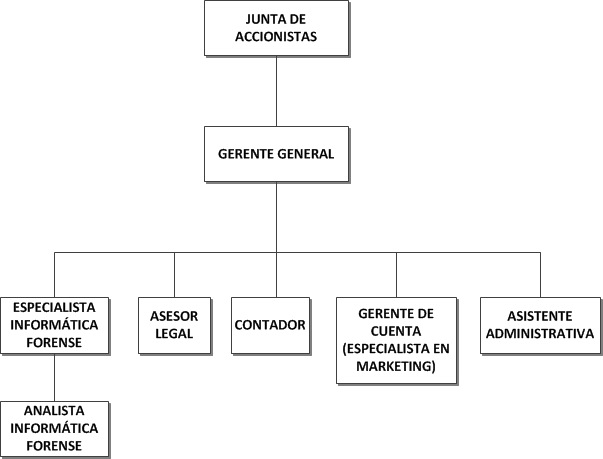 JUNTA DE
ACCIONISTAS
GERENTE GENERAL
ESPECIALISTA
INFORMÁTICA
FORENSE
ASESOR
LEGAL
CONTADOR
GERENTE DE
CUENTA
(ESPECIALISTA EN
MARKETING)
ASISTENTE
ADMINISTRATIVA
ANALISTA
INFORMÁTICA
FORENSE